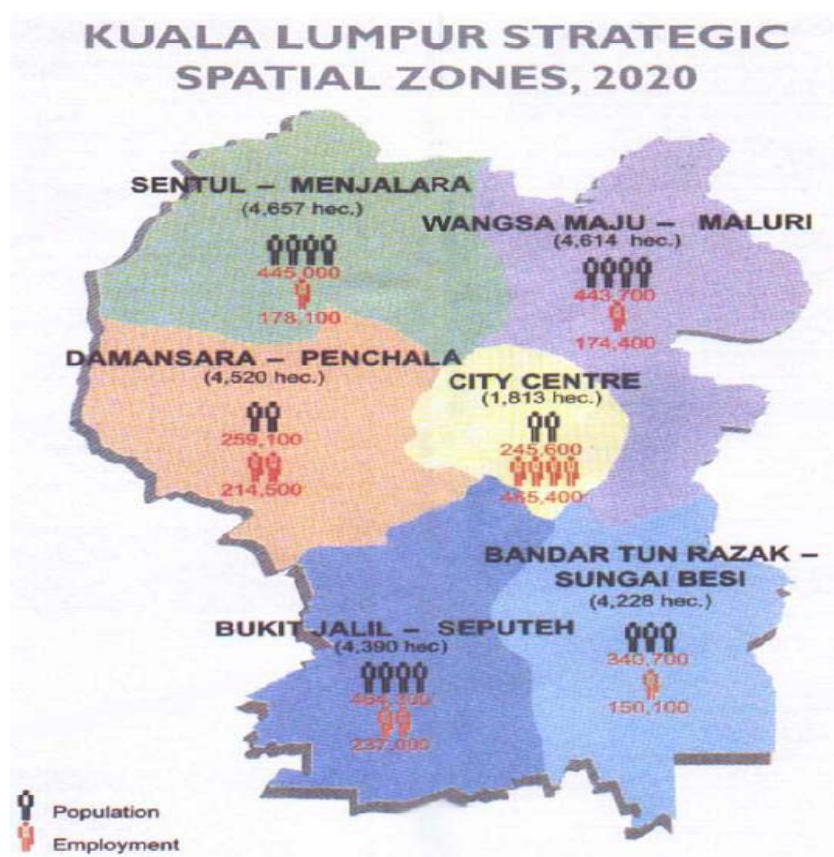 KUALA LUMPUR STRATEGIC
SPATIAL ZONES, 2020
SENTUL – MENJALARA
(4,657 hec.)
445,000
178,100
WANGSA MAJU – MALURI
(4,614 hec.)
443,700
174,400
DAMANSARA – PENCHALA
(4,520 hec.)
259,100
214,500
CITY CENTRE
(1,813 hec.)
245,600
BANDAR TUN RAZAK –
SUNGAI BESI
(4,228 hec.)
340,700
150,100
BUKIT JALIL – SEPUTEH
(4,390 hec)
237,000
Population
Employment